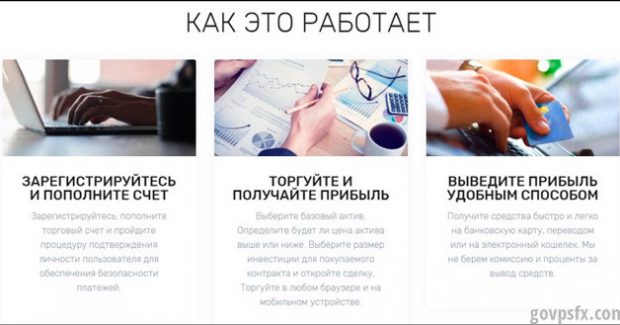 КАК ЭТО РАБОТАЕТ
ЗАРЕГИСТРИРУЙТЕСЬ
И ПОПОЛНИТЕ СЧЕТ
Зарегистрируйтесь, пополните
торговый счет и пройдите
процедуру подтверждения
личности пользователя для
обеспечения безопасности
платежей.
ТОРГУЙТЕ И
ПОЛУЧАЙТЕ ПРИБЫЛЬ
Выберите базовый актив.
Определите будет ли цена актива
выше или ниже. Выберите размер
инвестиции для покупаемого
контракта и откройте сделку.
Торгуйте в любом браузере и на
мобильном устройстве.
ВЫВЕДИТЕ ПРИБЫЛЬ
УДОБНЫМ СПОСОБОМ
Получите средства быстро и легко
на банковскую карту, переводом
или на электронный кошелек. Мы
не берем комиссию и проценты за
вывод средств.
govpsfx.com